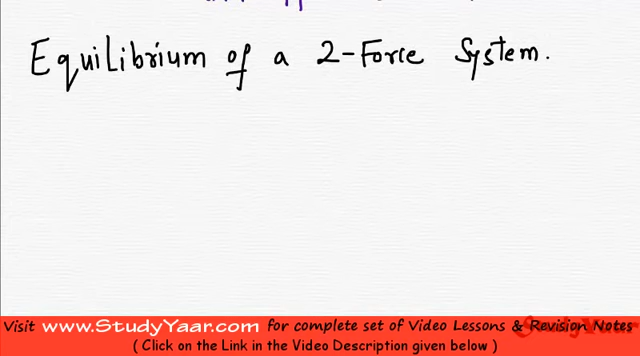 Equilibrium of a 2-Force System.
Visit www.StudyYaar.com for complete set of Video Lessons & Revision Notes
( Click on the Link in the Video Description given below )
StudyYaar